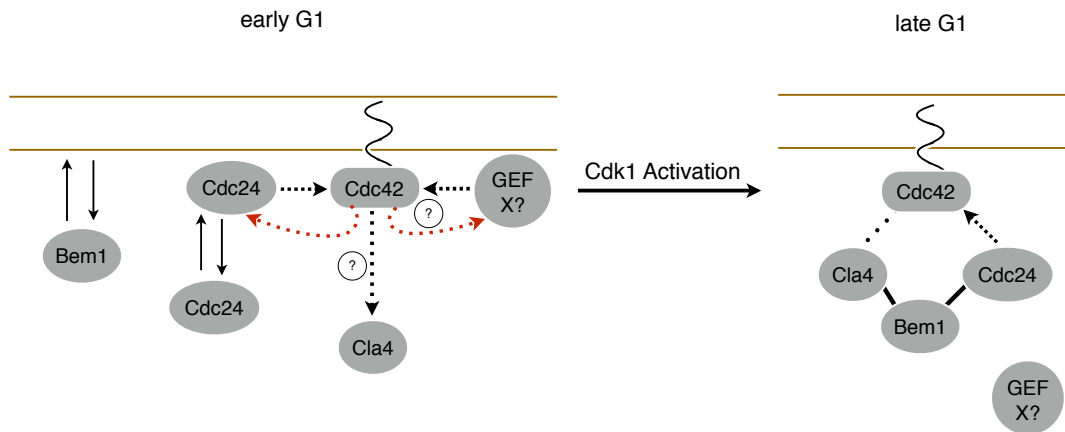 early G1
late G1
Cdk1 Activation
Cdc24
Cdc42
GEF
X?
?
Bem1
?
Cdc24
Cla4
Cdc42
Cla4
Cdc24
Bem1
GEF
X?